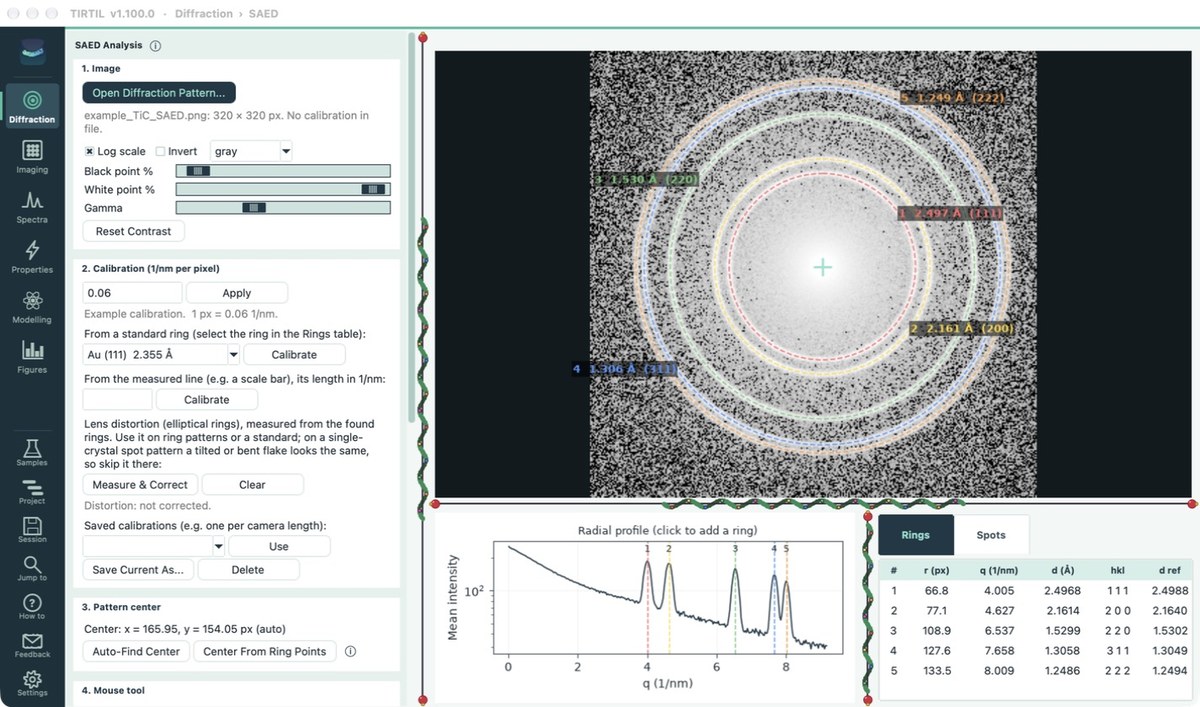 TIRTIL v1.100.0 · Diffraction › SAED
Diffraction
Imaging
Spectra
Properties
Modelling
Figures
Samples
Project
Session
Jump to
How to
Feedback
Settings
SAED Analysis
1. Image
Open Diffraction Pattern...
example_TiC_SAED.png: 320 × 320 px. No calibration in
file.
Log scale Invert gray
Black point %
White point %
Gamma
Reset Contrast
2. Calibration (1/nm per pixel)
0.06 Apply
Example calibration. 1 px = 0.06 1/nm.
From a standard ring (select the ring in the Rings table):
Au (111) 2.355 Å Calibrate
From the measured line (e.g. a scale bar), its length in 1/nm:
Calibrate
Lens distortion (elliptical rings), measured from the found
rings. Use it on ring patterns or a standard; on a single-
crystal spot pattern a tilted or bent flake looks the same,
so skip it there:
Measure & Correct Clear
Distortion: not corrected.
Saved calibrations (e.g. one per camera length):
Use
Save Current As... Delete
3. Pattern center
Center: x = 165.95, y = 154.05 px (auto)
Auto-Find Center Center From Ring Points
4. Mouse tool
5 1.249 Å (222)
3 1.530 Å (220)
1 2.497 Å (111)
2 2.161 Å (200)
4 1.306 Å (311)
Radial profile (click to add a ring)
Mean intensity
10²
1 2 3 4 5
0 2 4 6 8
q (1/nm)
Rings Spots
# r (px) q (1/nm) d (Å) hkl d ref
1 66.8 4.005 2.4968 1 1 1 2.4988
2 77.1 4.627 2.1614 2 0 0 2.1640
3 108.9 6.537 1.5299 2 2 0 1.5302
4 127.6 7.658 1.3058 3 1 1 1.3049
5 133.5 8.009 1.2486 2 2 2 1.2494